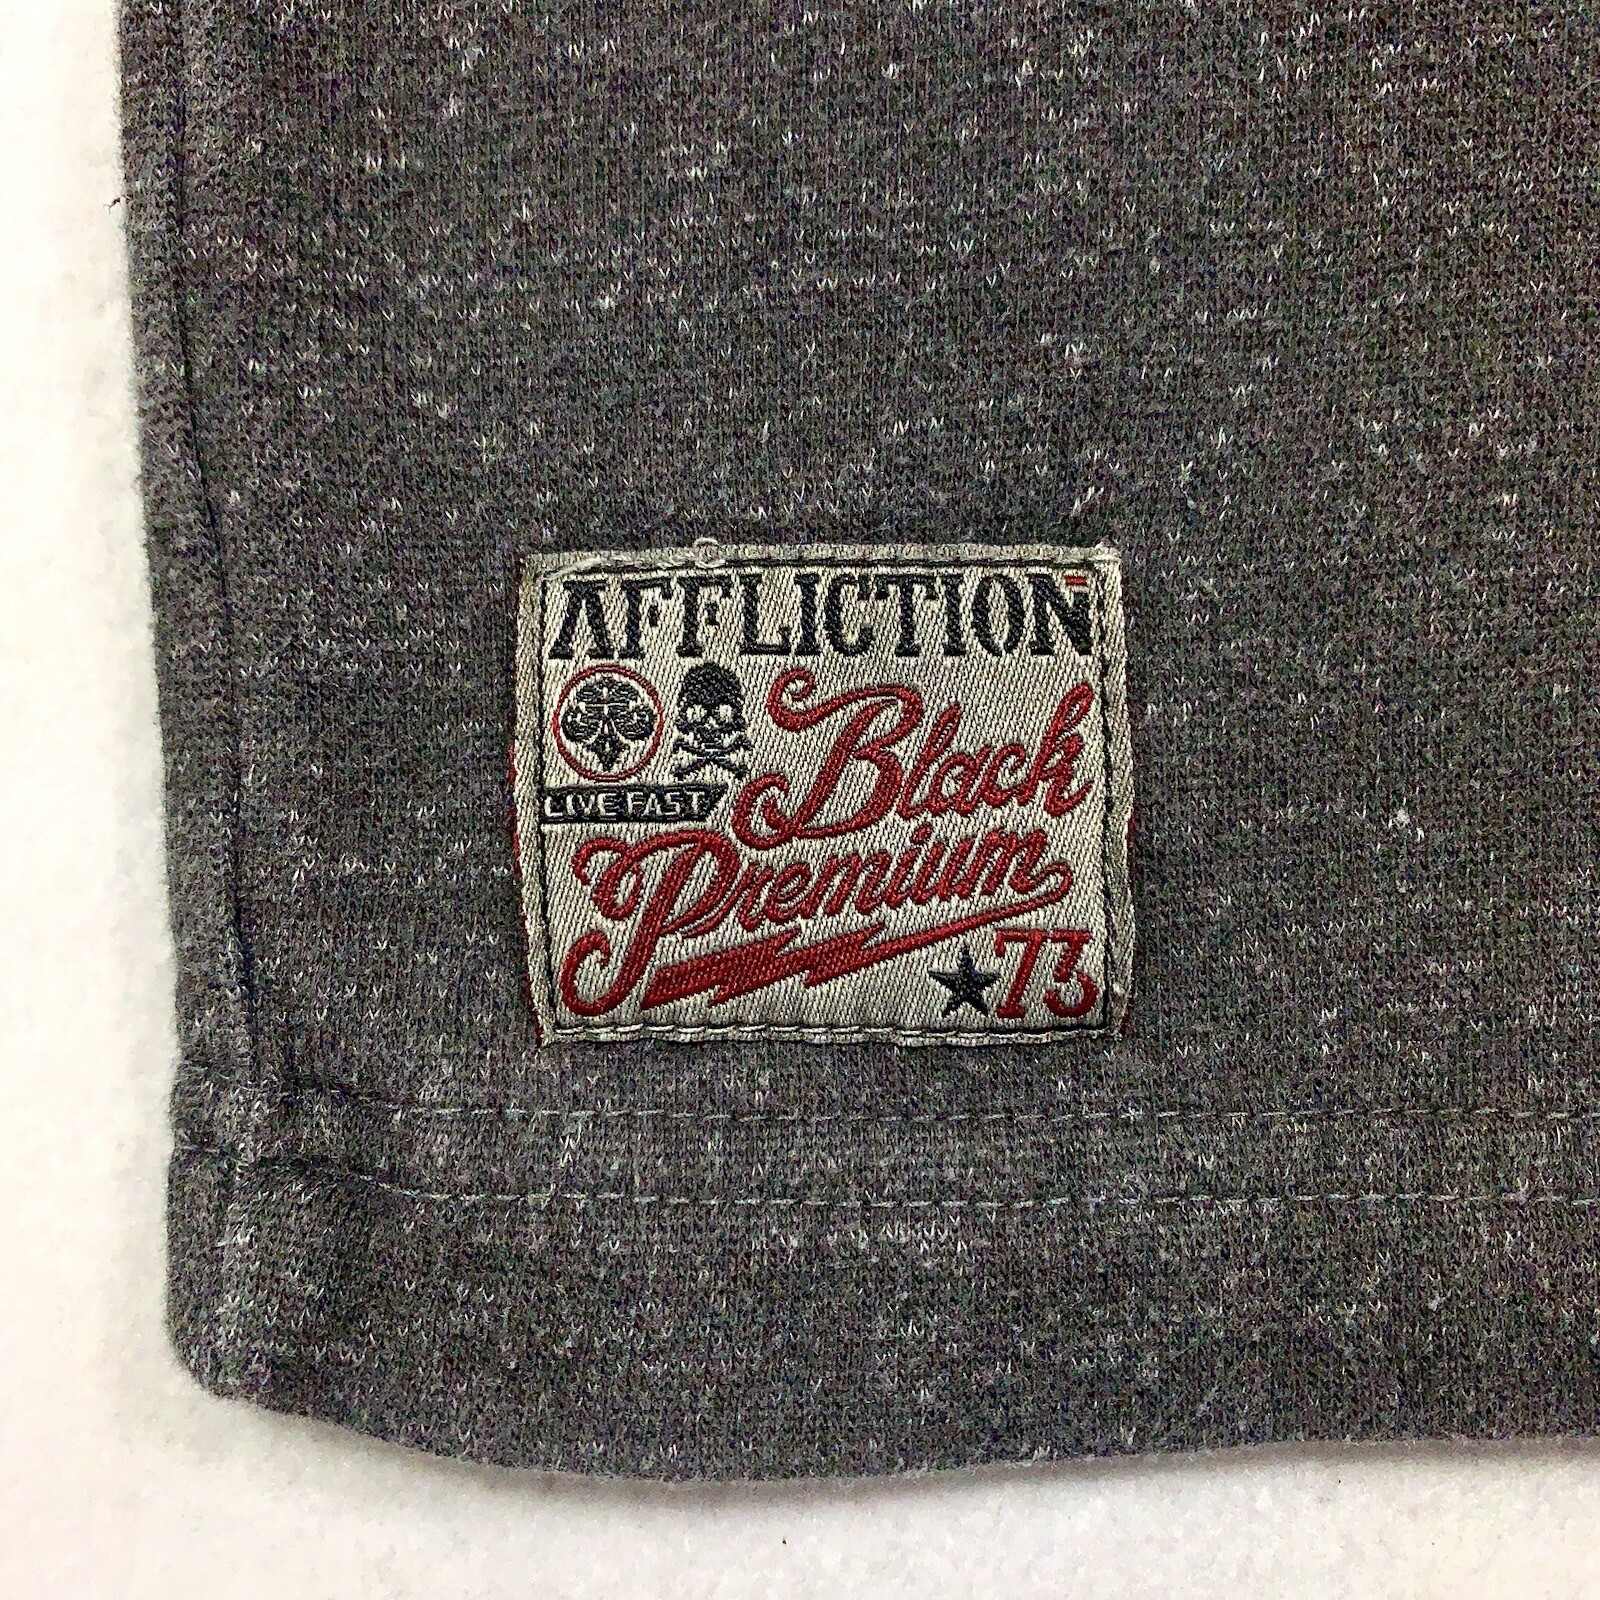 AFFLICTION
LIVE FAST
Black
Premium
73